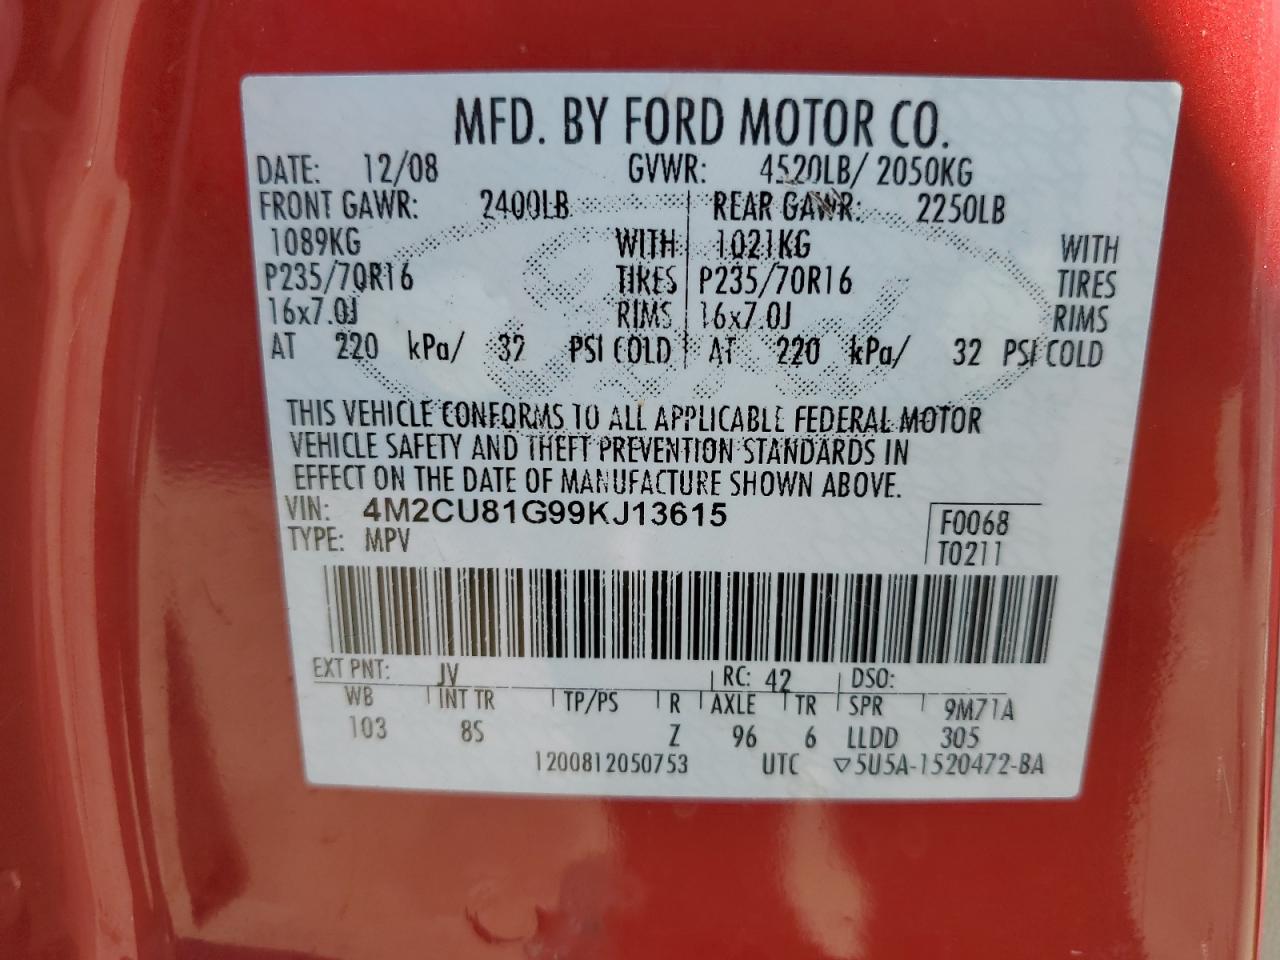 MFD. BY FORD MOTOR CO.
DATE: 12/08 GVWR: 4520LB/ 2050KG
FRONT GAWR: 2400LB REAR GAWR: 2250LB
1089KG WITH 1021KG WITH
P235/70R16 TIRES P235/70R16 TIRES
16x7.0J RIMS 16x7.0J RIMS
AT 220 kPa/ 32 PSI COLD AT 220 kPa/ 32 PSI COLD
THIS VEHICLE CONFORMS TO ALL APPLICABLE FEDERAL MOTOR
VEHICLE SAFETY AND THEFT PREVENTION STANDARDS IN
EFFECT ON THE DATE OF MANUFACTURE SHOWN ABOVE.
VIN: 4M2CU81G99KJ13615 F0068
TYPE: MPV T0211
EXT PNT: JV RC: 42 DSO:
WB INT TR TP/PS R AXLE TR SPR 9M71A
103 8S Z 96 6 LLDD 305
1200812050753 UTC ▽5U5A-1520472-BA